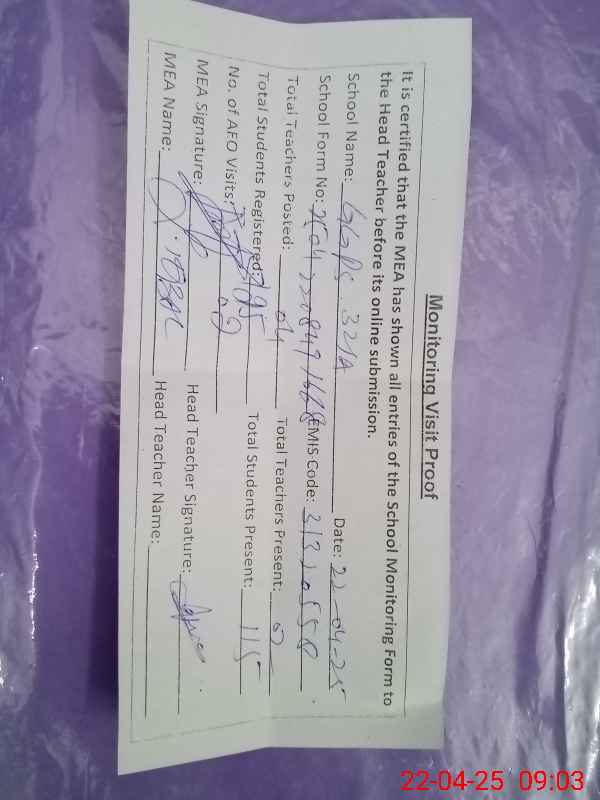 Monitoring Visit Proof
It is certified that the MEA has shown all entries of the School Monitoring Form to
the Head Teacher before its online submission.
School Name: GGPS 321A Date: 22-04-25
School Form No: EMIS Code:
Total Teachers Posted: 04 Total Teachers Present:
Total Students Registered: Total Students Present: 115
No. of AEO Visits: 02
MEA Signature: Head Teacher Signature:
MEA Name: Head Teacher Name:
22-04-25 09:03